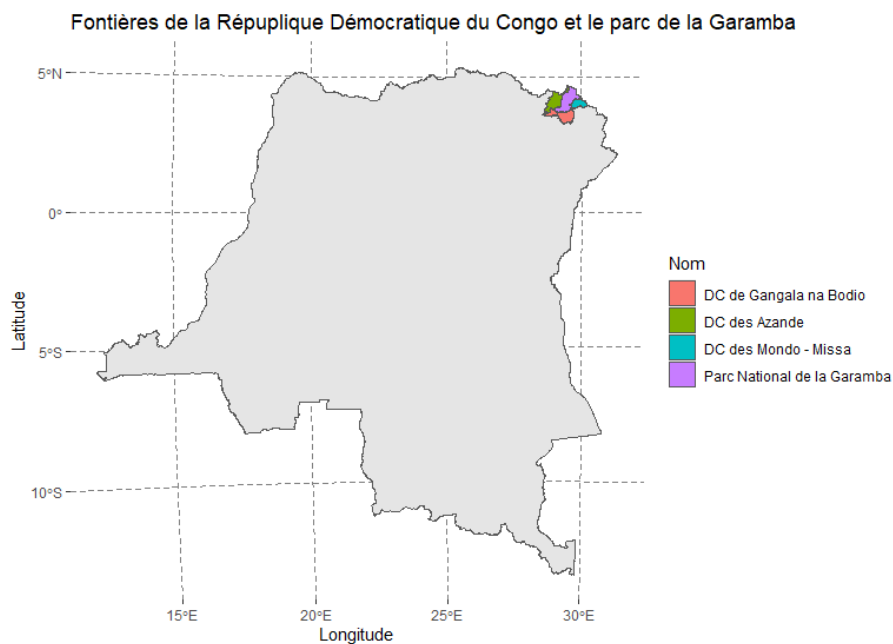 Fontières de la Répuplique Démocratique du Congo et le parc de la Garamba
5°N
0°
5°S
10°S
Latitude
15°E
20°E
25°E
30°E
Longitude
Nom
DC de Gangala na Bodio
DC des Azande
DC des Mondo - Missa
Parc National de la Garamba